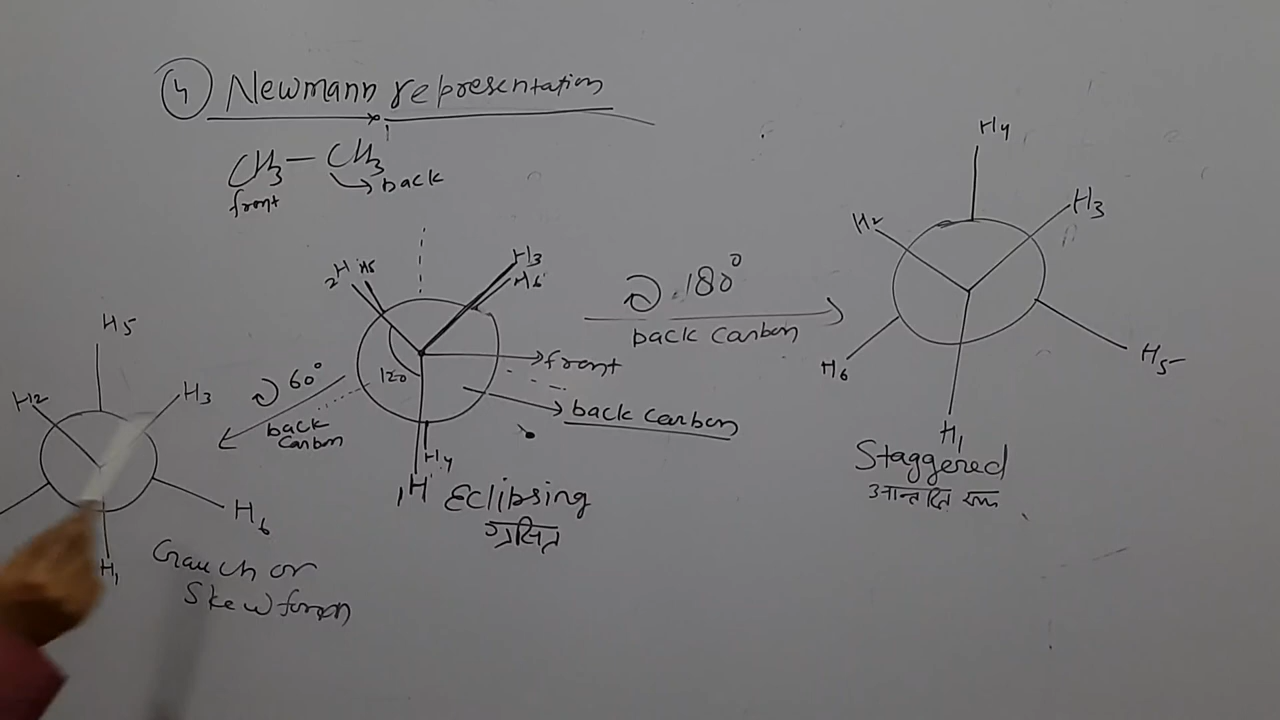 4 Newmann representation
CH3 — CH3
front
back
H4
H2
H3
H6
H5
H1
Staggered
180°
back carbon
2H
H5
H3
H6
120
front
back carbon
H4
1H
Eclipsing
ग्रसित
60°
back
carbon
H5
H2
H3
H6
H1
Gauch or
Skew form